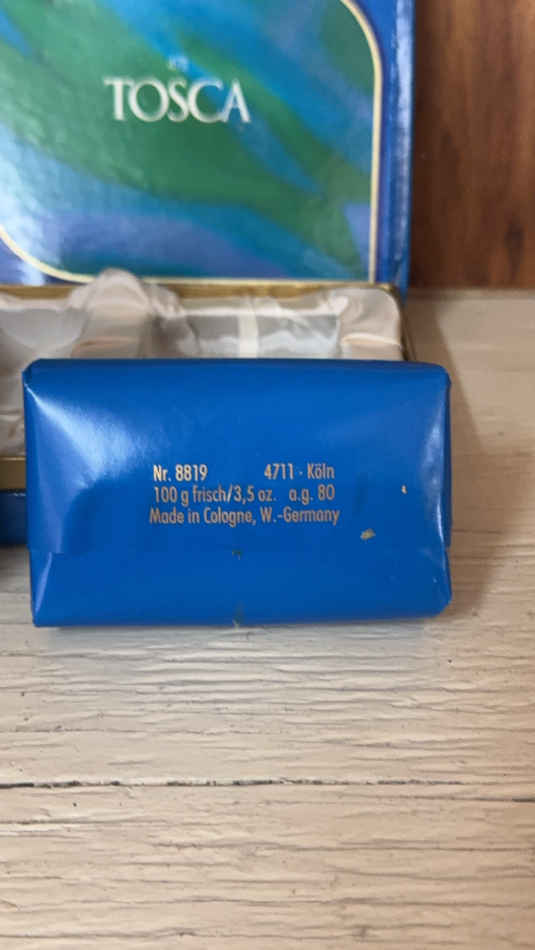 TOSCA
Nr. 8819 4711 · Köln
100 g frisch/3,5 oz. a.g. 80
Made in Cologne, W.-Germany